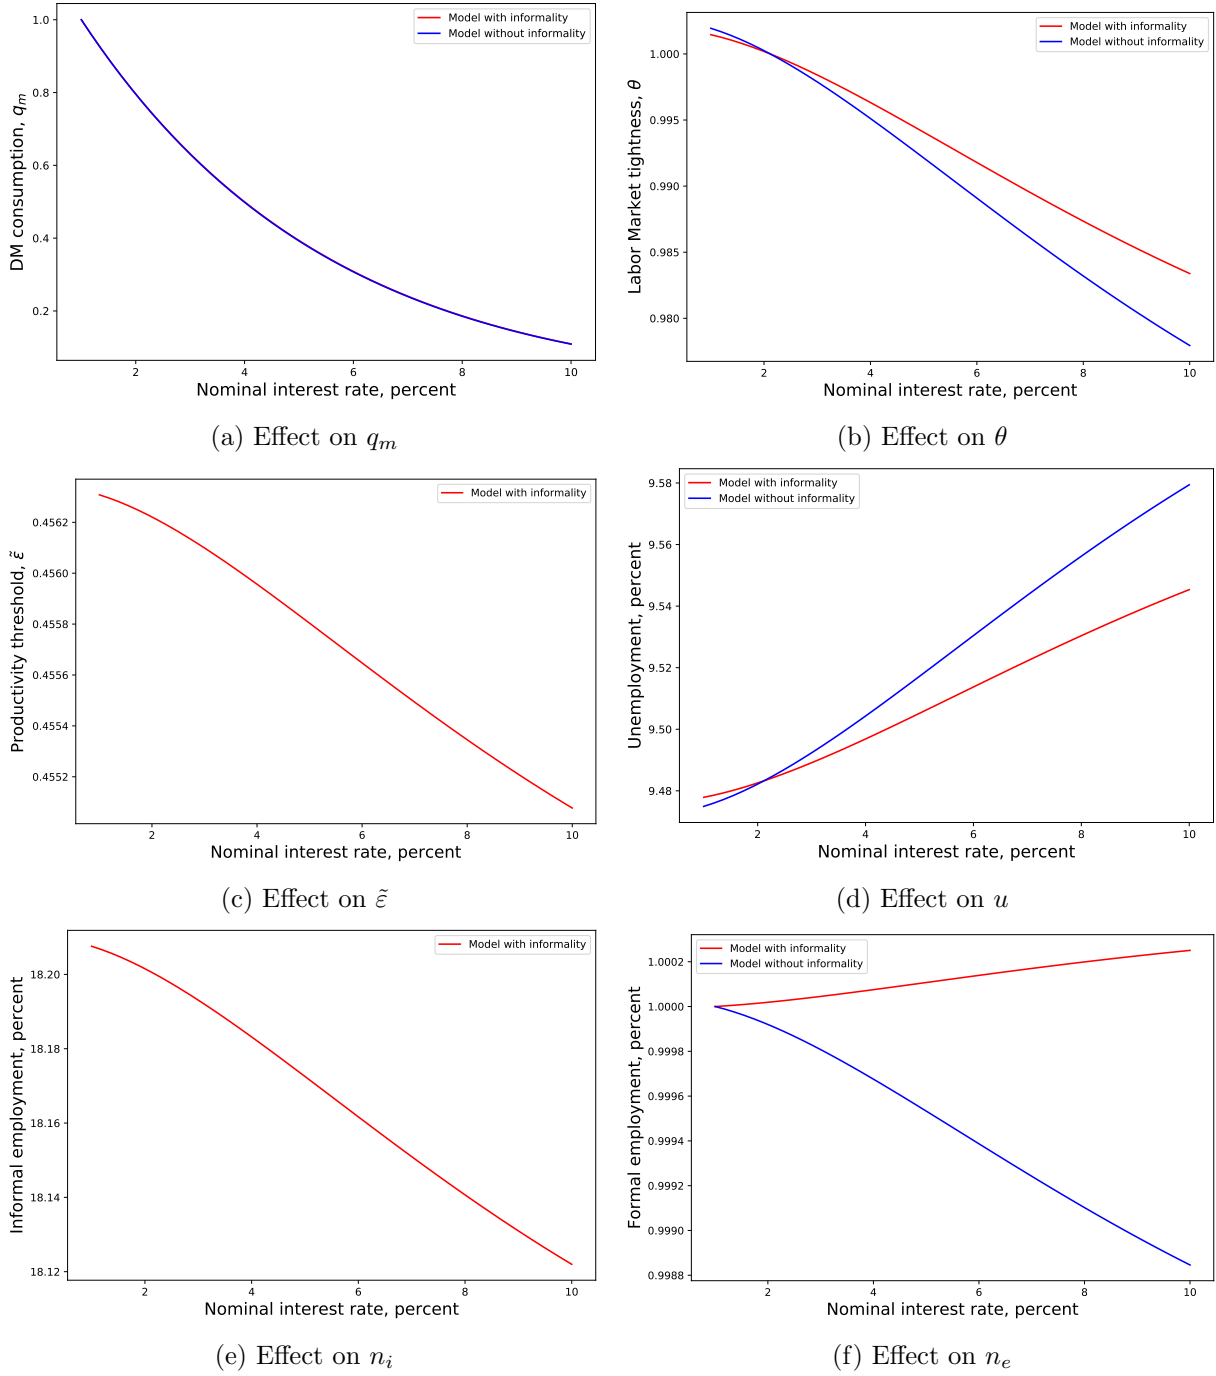 Model with informality
Model without informality
1.0
0.8
0.6
0.4
0.2
DM consumption, q_m
2 4 6 8 10
Nominal interest rate, percent
(a) Effect on q_m
Model with informality
Model without informality
1.000
0.995
0.990
0.985
0.980
Labor Market tightness, θ
2 4 6 8 10
Nominal interest rate, percent
(b) Effect on θ
Model with informality
0.4562
0.4560
0.4558
0.4556
0.4554
0.4552
Productivity threshold, ε̃
2 4 6 8 10
Nominal interest rate, percent
(c) Effect on ε̃
Model with informality
Model without informality
9.58
9.56
9.54
9.52
9.50
9.48
Unemployment, percent
2 4 6 8 10
Nominal interest rate, percent
(d) Effect on u
Model with informality
18.20
18.18
18.16
18.14
18.12
Informal employment, percent
2 4 6 8 10
Nominal interest rate, percent
(e) Effect on n_i
Model with informality
Model without informality
1.0002
1.0000
0.9998
0.9996
0.9994
0.9992
0.9990
0.9988
Formal employment, percent
2 4 6 8 10
Nominal interest rate, percent
(f) Effect on n_e